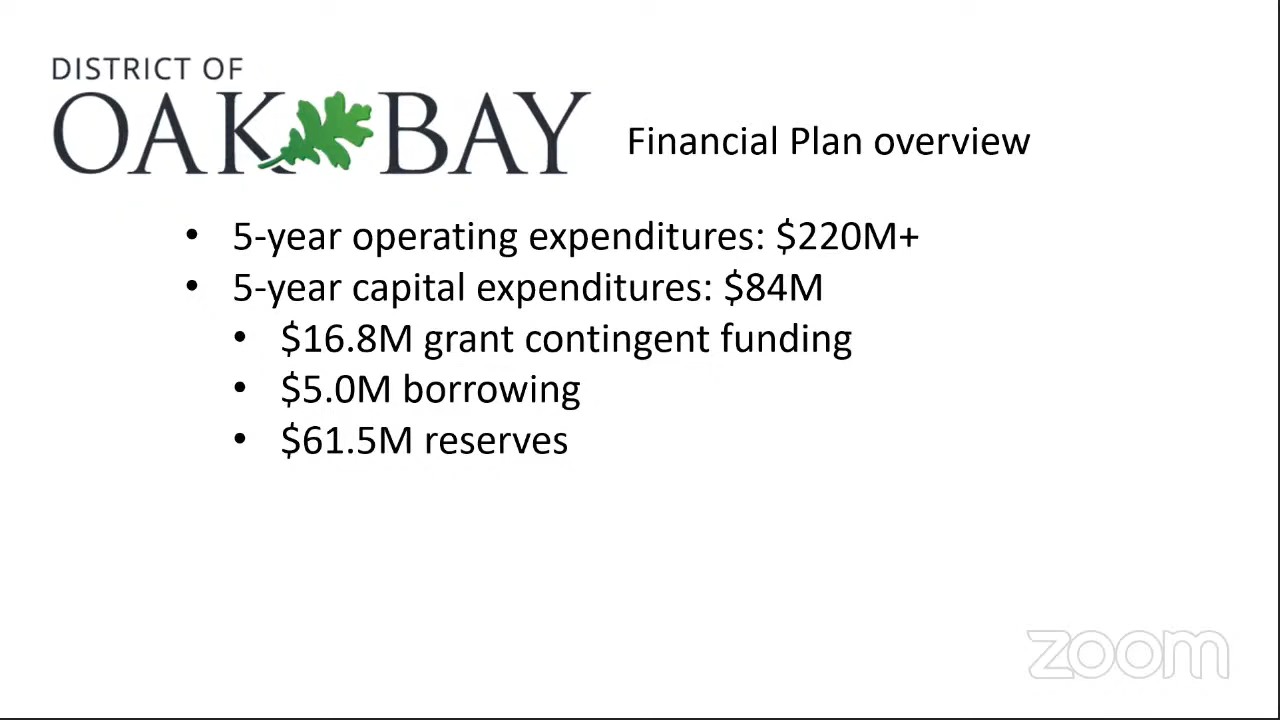 DISTRICT OF
OAK BAY
Financial Plan overview
• 5-year operating expenditures: $220M+
• 5-year capital expenditures: $84M
• $16.8M grant contingent funding
• $5.0M borrowing
• $61.5M reserves
zoom